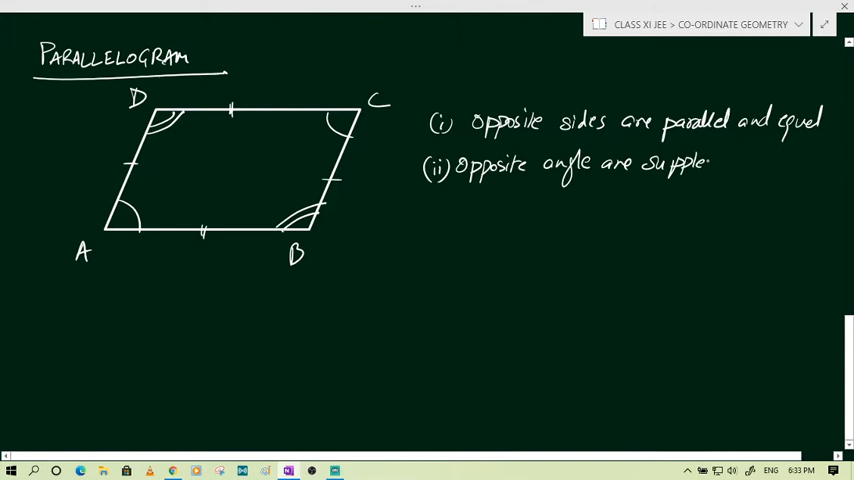 CLASS XI JEE > CO-ORDINATE GEOMETRY
PARALLELOGRAM
D
C
(i) Opposite sides are parallel and equal
(ii) Opposite angle are supple
A
B
ENG
6:33 PM